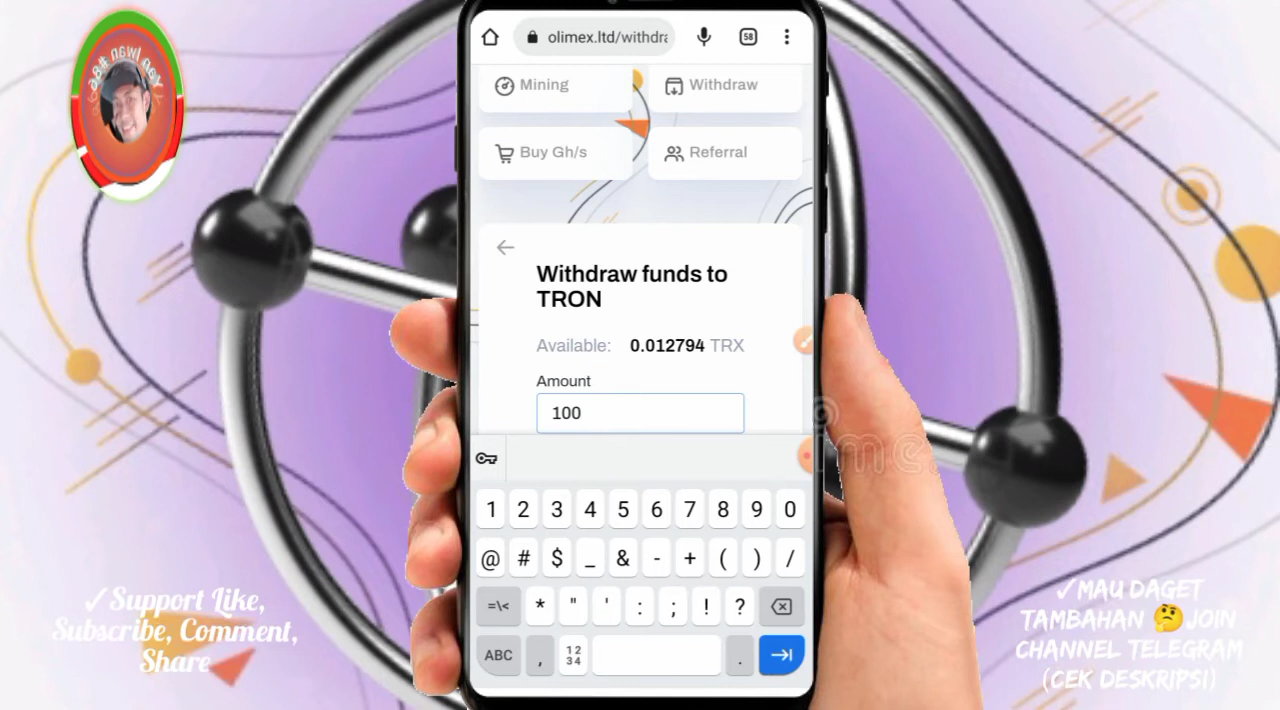 olimex.ltd/withdra
58
Mining
Withdraw
Buy Gh/s
Referral
Withdraw funds to
TRON
Available: 0.012794 TRX
Amount
100
1 2 3 4 5 6 7 8 9 0
@ # $ _ & - + ( ) /
=\< * " ' : ; ! ?
ABC , 12 34 .
✓Support Like,
Subscribe, Comment,
Share
✓MAU DAGET
TAMBAHAN 🤔JOIN
CHANNEL TELEGRAM
(CEK DESKRIPSI)